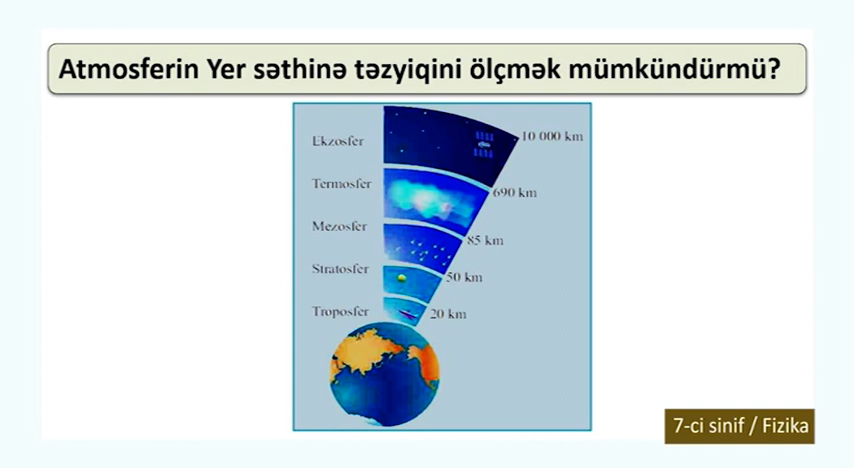 Atmosferin Yer səthinə təzyiqini ölçmək mümkündürmü?
Ekzosfer
10 000 km
Termosfer
690 km
Mezosfer
85 km
Stratosfer
50 km
Troposfer
20 km
7-ci sinif / Fizika